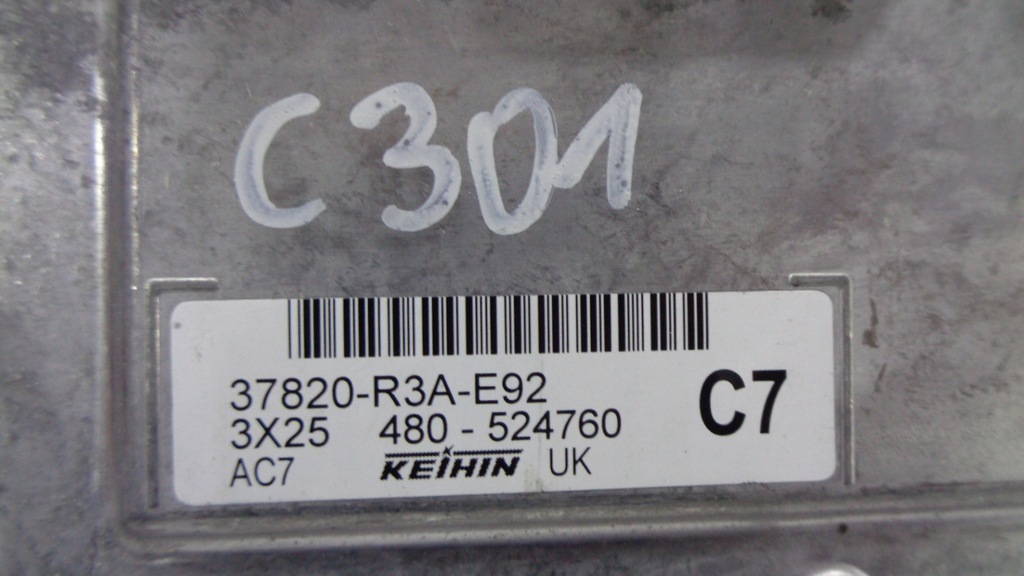 C301
37820-R3A-E92
C7
3X25 480 - 524760
AC7 KEIHIN UK